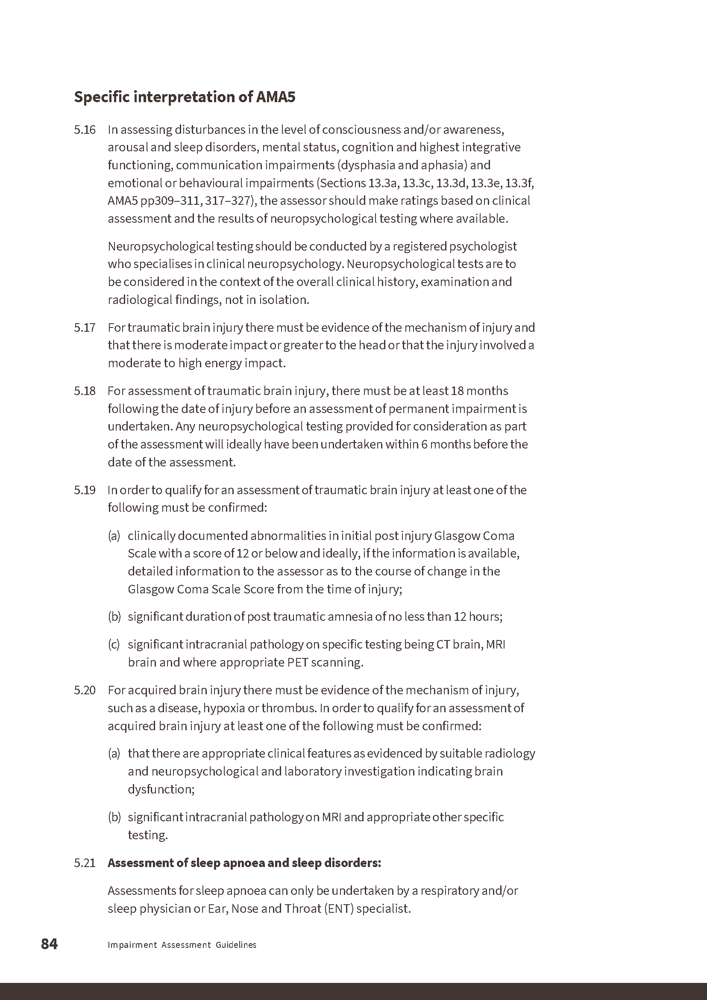 Specific interpretation of AMA5
5.16 In assessing disturbances in the level of consciousness and/or awareness,
arousal and sleep disorders, mental status, cognition and highest integrative
functioning, communication impairments (dysphasia and aphasia) and
emotional or behavioural impairments (Sections 13.3a, 13.3c, 13.3d, 13.3e, 13.3f,
AMA5 pp309–311, 317–327), the assessor should make ratings based on clinical
assessment and the results of neuropsychological testing where available.
Neuropsychological testing should be conducted by a registered psychologist
who specialises in clinical neuropsychology. Neuropsychological tests are to
be considered in the context of the overall clinical history, examination and
radiological findings, not in isolation.
5.17 For traumatic brain injury there must be evidence of the mechanism of injury and
that there is moderate impact or greater to the head or that the injury involved a
moderate to high energy impact.
5.18 For assessment of traumatic brain injury, there must be at least 18 months
following the date of injury before an assessment of permanent impairment is
undertaken. Any neuropsychological testing provided for consideration as part
of the assessment will ideally have been undertaken within 6 months before the
date of the assessment.
5.19 In order to qualify for an assessment of traumatic brain injury at least one of the
following must be confirmed:
(a) clinically documented abnormalities in initial post injury Glasgow Coma
Scale with a score of 12 or below and ideally, if the information is available,
detailed information to the assessor as to the course of change in the
Glasgow Coma Scale Score from the time of injury;
(b) significant duration of post traumatic amnesia of no less than 12 hours;
(c) significant intracranial pathology on specific testing being CT brain, MRI
brain and where appropriate PET scanning.
5.20 For acquired brain injury there must be evidence of the mechanism of injury,
such as a disease, hypoxia or thrombus. In order to qualify for an assessment of
acquired brain injury at least one of the following must be confirmed:
(a) that there are appropriate clinical features as evidenced by suitable radiology
and neuropsychological and laboratory investigation indicating brain
dysfunction;
(b) significant intracranial pathology on MRI and appropriate other specific
testing.
5.21 Assessment of sleep apnoea and sleep disorders:
Assessments for sleep apnoea can only be undertaken by a respiratory and/or
sleep physician or Ear, Nose and Throat (ENT) specialist.
84 Impairment Assessment Guidelines